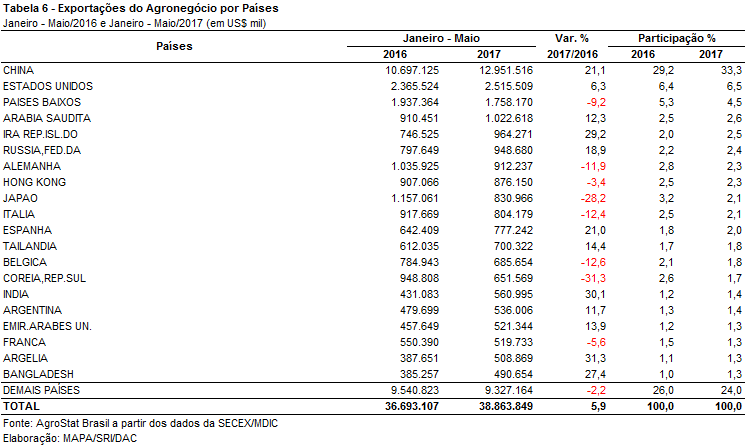 Tabela 6 - Exportações do Agronegócio por Países
Janeiro - Maio/2016 e Janeiro - Maio/2017 (em US$ mil)
Países Janeiro - Maio Var. % Participação %
2016 2017 2017/2016 2016 2017
CHINA 10.697.125 12.951.516 21,1 29,2 33,3
ESTADOS UNIDOS 2.365.524 2.515.509 6,3 6,4 6,5
PAISES BAIXOS 1.937.364 1.758.170 -9,2 5,3 4,5
ARABIA SAUDITA 910.451 1.022.618 12,3 2,5 2,6
IRA REP.ISL.DO 746.525 964.271 29,2 2,0 2,5
RUSSIA,FED.DA 797.649 948.680 18,9 2,2 2,4
ALEMANHA 1.035.925 912.237 -11,9 2,8 2,3
HONG KONG 907.066 876.150 -3,4 2,5 2,3
JAPAO 1.157.061 830.966 -28,2 3,2 2,1
ITALIA 917.669 804.179 -12,4 2,5 2,1
ESPANHA 642.409 777.242 21,0 1,8 2,0
TAILANDIA 612.035 700.322 14,4 1,7 1,8
BELGICA 784.943 685.654 -12,6 2,1 1,8
COREIA,REP.SUL 948.808 651.569 -31,3 2,6 1,7
INDIA 431.083 560.995 30,1 1,2 1,4
ARGENTINA 479.699 536.006 11,7 1,3 1,4
EMIR.ARABES UN. 457.649 521.344 13,9 1,2 1,3
FRANCA 550.390 519.733 -5,6 1,5 1,3
ARGELIA 387.651 508.869 31,3 1,1 1,3
BANGLADESH 385.257 490.654 27,4 1,0 1,3
DEMAIS PAÍSES 9.540.823 9.327.164 -2,2 26,0 24,0
TOTAL 36.693.107 38.863.849 5,9 100,0 100,0
Fonte: AgroStat Brasil a partir dos dados da SECEX/MDIC
Elaboração: MAPA/SRI/DAC